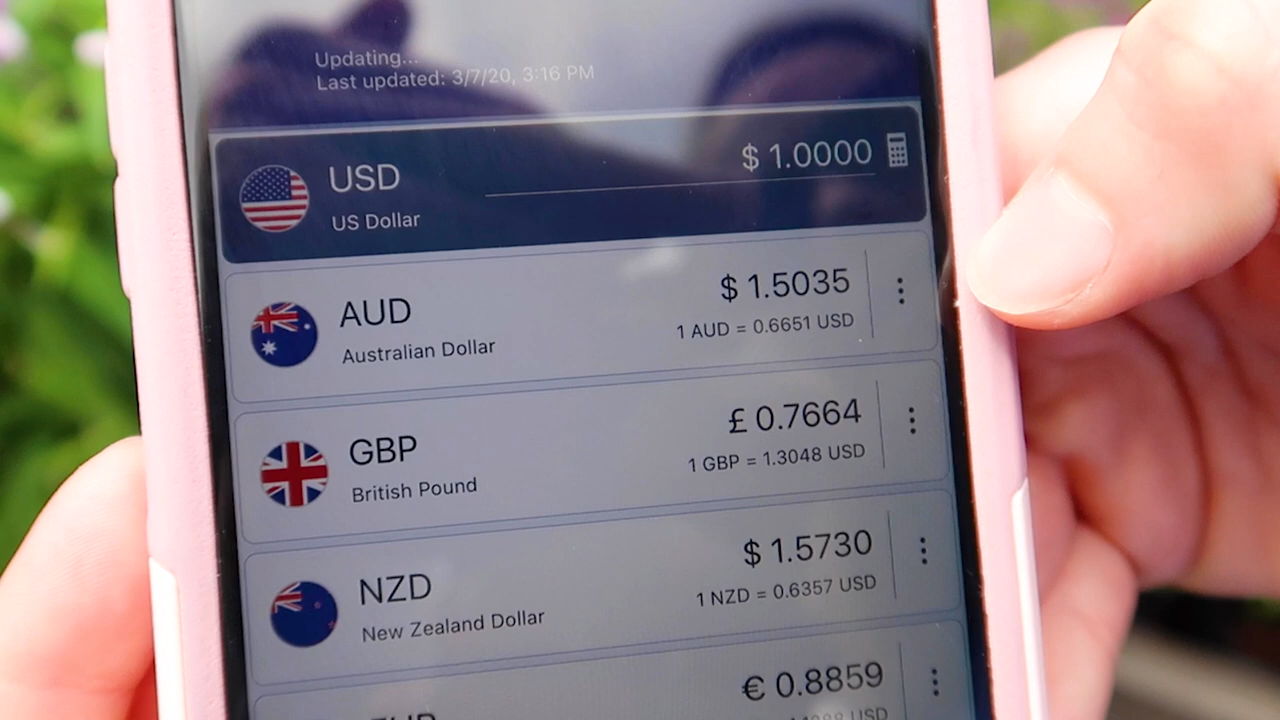 Updating...
Last updated: 3/7/20, 3:16 PM
USD
$ 1.0000
US Dollar
AUD
$ 1.5035
1 AUD = 0.6651 USD
Australian Dollar
GBP
£ 0.7664
1 GBP = 1.3048 USD
British Pound
NZD
$ 1.5730
1 NZD = 0.6357 USD
New Zealand Dollar
€ 0.8859
USD